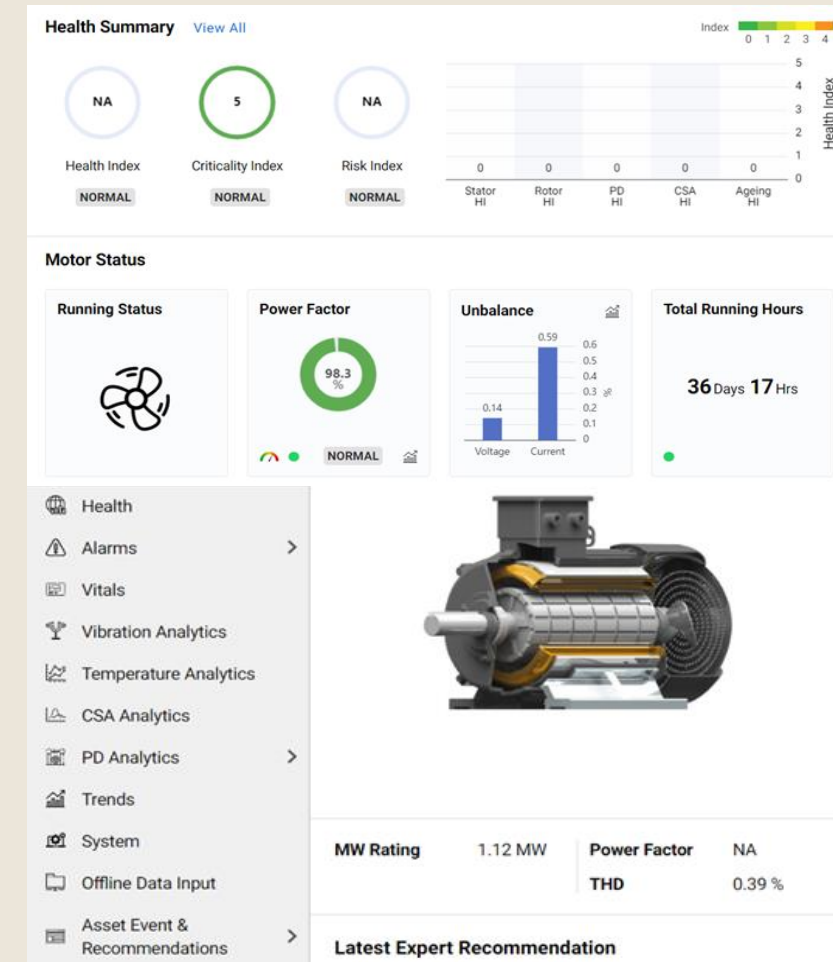 Health Summary View All
Index
0 1 2 3 4
NA
5
NA
Health Index
Criticality Index
Risk Index
NORMAL
NORMAL
NORMAL
5
4
3
2
1
0
Health Index
0 0 0 0 0
Stator HI
Rotor HI
PD HI
CSA HI
Ageing HI
Motor Status
Running Status
Power Factor
98.3
%
NORMAL
Unbalance
0.59
0.14
0.6
0.5
0.4
0.3
0.2
0.1
0
%
Voltage Current
Total Running Hours
36 Days 17 Hrs
Health
Alarms
Vitals
Vibration Analytics
Temperature Analytics
CSA Analytics
PD Analytics
Trends
System
Offline Data Input
Asset Event &
Recommendations
MW Rating 1.12 MW
Power Factor NA
THD 0.39 %
Latest Expert Recommendation